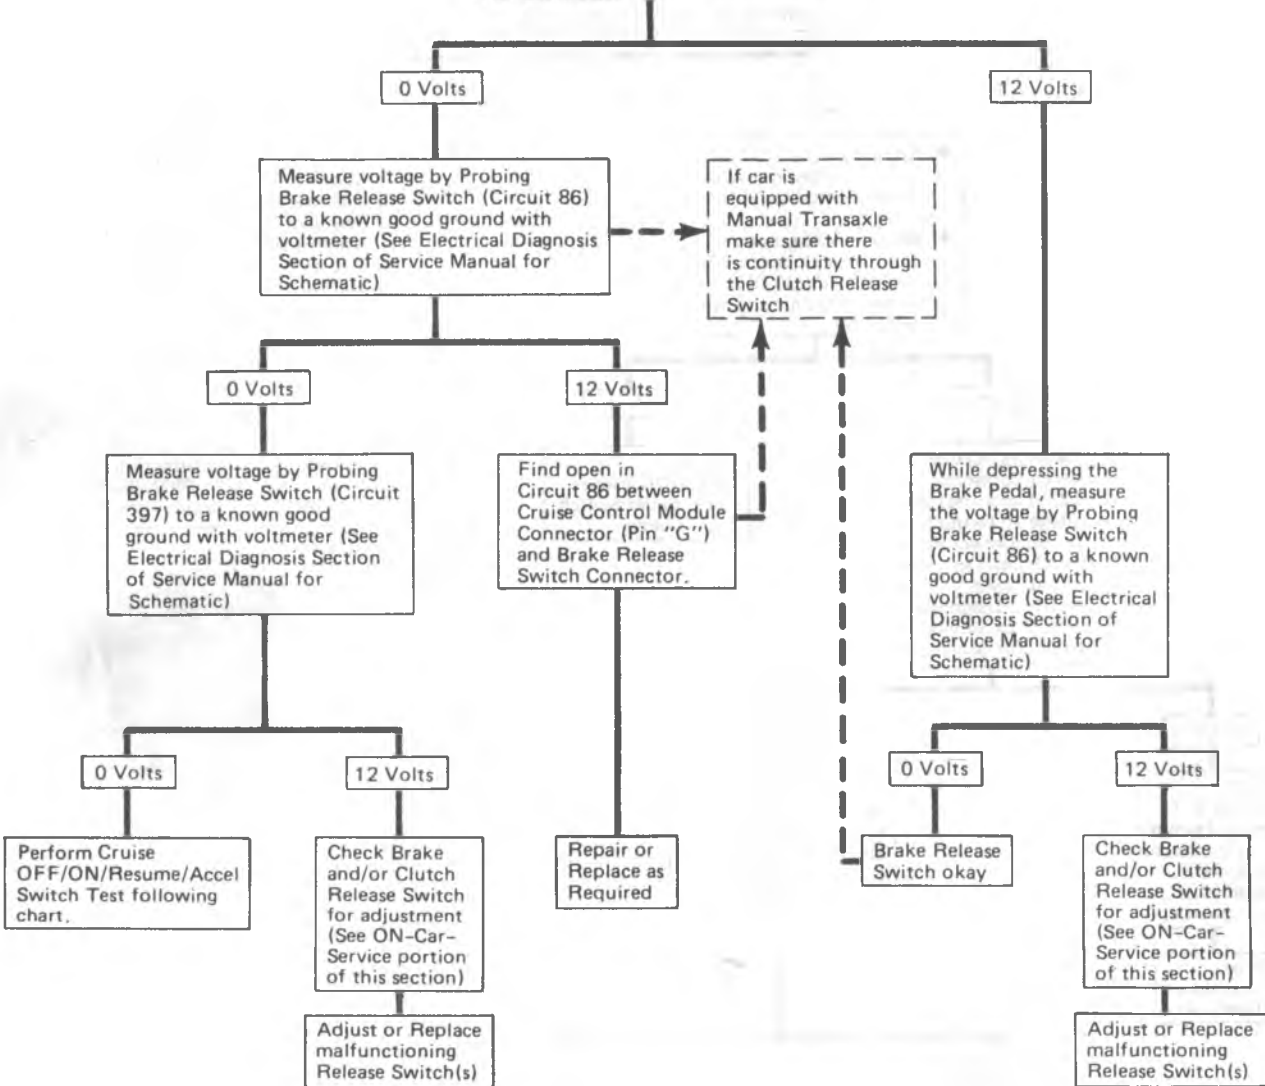 0 Volts
12 Volts
Measure voltage by Probing
Brake Release Switch (Circuit 86)
to a known good ground with
voltmeter (See Electrical Diagnosis
Section of Service Manual for
Schematic)
If car is
equipped with
Manual Transaxle
make sure there
is continuity through
the Clutch Release
Switch
0 Volts
12 Volts
Measure voltage by Probing
Brake Release Switch (Circuit
397) to a known good
ground with voltmeter (See
Electrical Diagnosis Section
of Service Manual for
Schematic)
Find open in
Circuit 86 between
Cruise Control Module
Connector (Pin "G")
and Brake Release
Switch Connector.
While depressing the
Brake Pedal, measure
the voltage by Probing
Brake Release Switch
(Circuit 86) to a known
good ground with
voltmeter (See Electrical
Diagnosis Section of
Service Manual for
Schematic)
0 Volts
12 Volts
0 Volts
12 Volts
Perform Cruise
OFF/ON/Resume/Accel
Switch Test following
chart.
Check Brake
and/or Clutch
Release Switch
for adjustment
(See ON-Car-
Service portion
of this section)
Repair or
Replace as
Required
Brake Release
Switch okay
Check Brake
and/or Clutch
Release Switch
for adjustment
(See ON-Car-
Service portion
of this section)
Adjust or Replace
malfunctioning
Release Switch(s)
Adjust or Replace
malfunctioning
Release Switch(s)